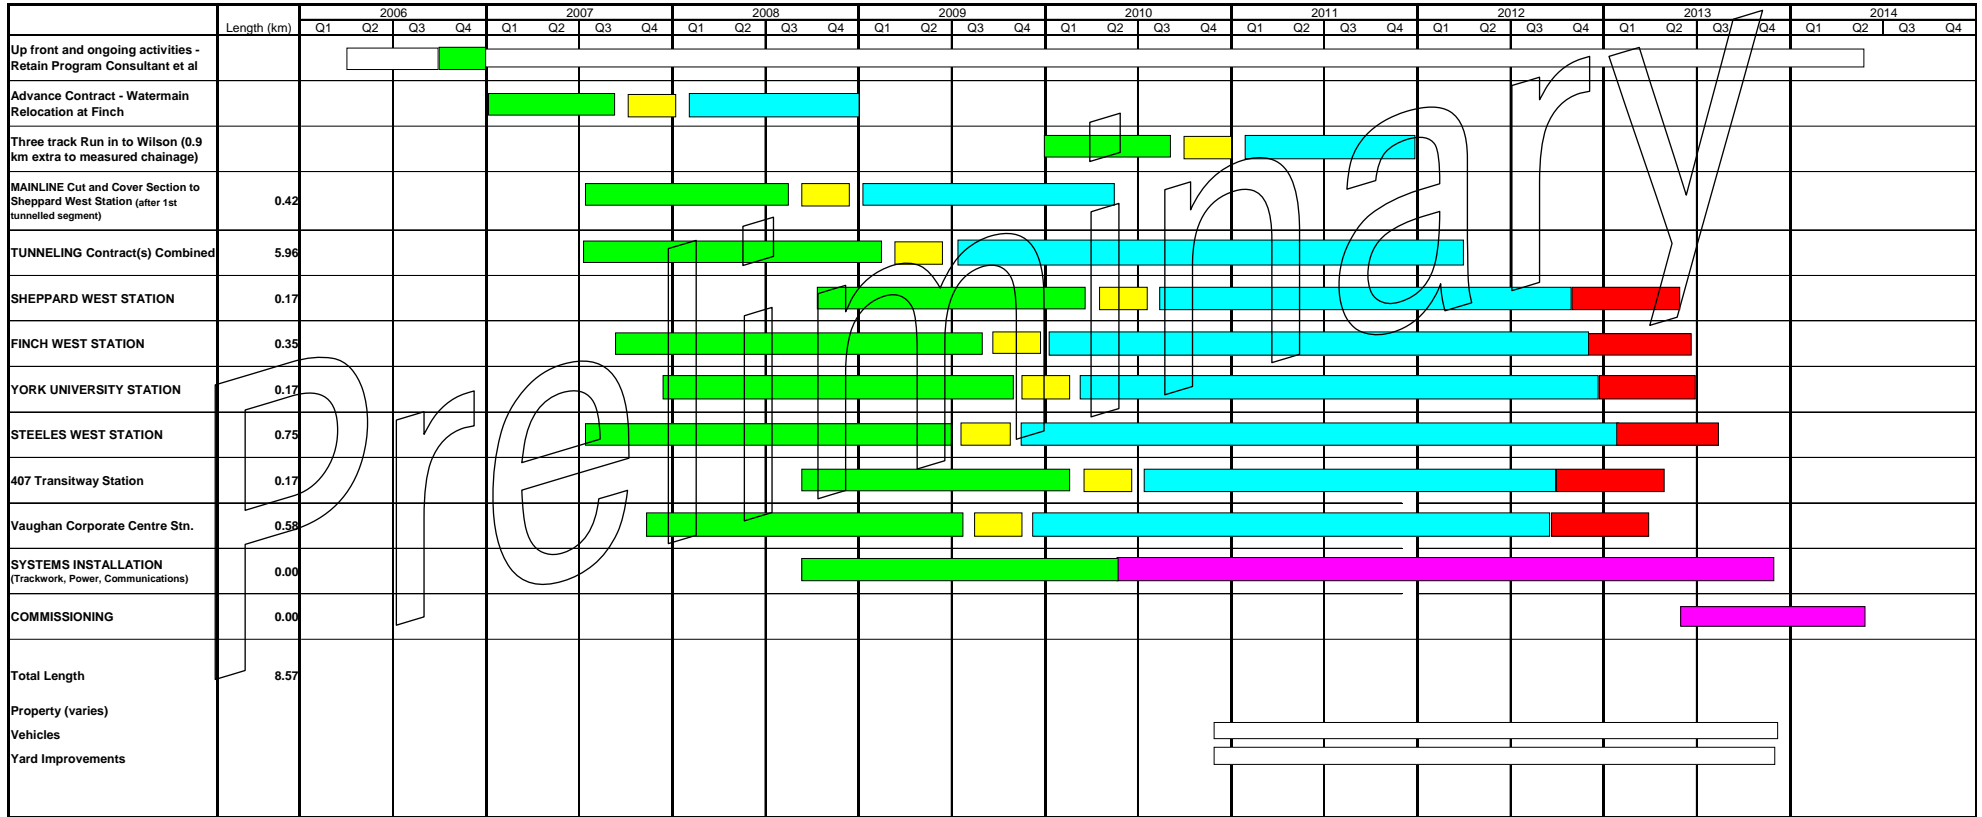 2006 2007 2008 2009 2010 2011 2012 2013 2014
Length (km) Q1 Q2 Q3 Q4 Q1 Q2 Q3 Q4 Q1 Q2 Q3 Q4 Q1 Q2 Q3 Q4 Q1 Q2 Q3 Q4 Q1 Q2 Q3 Q4 Q1 Q2 Q3 Q4 Q1 Q2 Q3 Q4 Q1 Q2 Q3 Q4
Up front and ongoing activities -
Retain Program Consultant et al
Advance Contract - Watermain
Relocation at Finch
Three track Run in to Wilson (0.9
km extra to measured chainage)
MAINLINE Cut and Cover Section to
Sheppard West Station (after 1st 0.42
tunnelled segment)
TUNNELING Contract(s) Combined 5.96
SHEPPARD WEST STATION 0.17
FINCH WEST STATION 0.35
YORK UNIVERSITY STATION 0.17
STEELES WEST STATION 0.75
407 Transitway Station 0.17
Vaughan Corporate Centre Stn. 0.58
SYSTEMS INSTALLATION
(Trackwork, Power, Communications) 0.00
COMMISSIONING 0.00
Total Length 8.57
Property (varies)
Vehicles
Yard Improvements
Preliminary